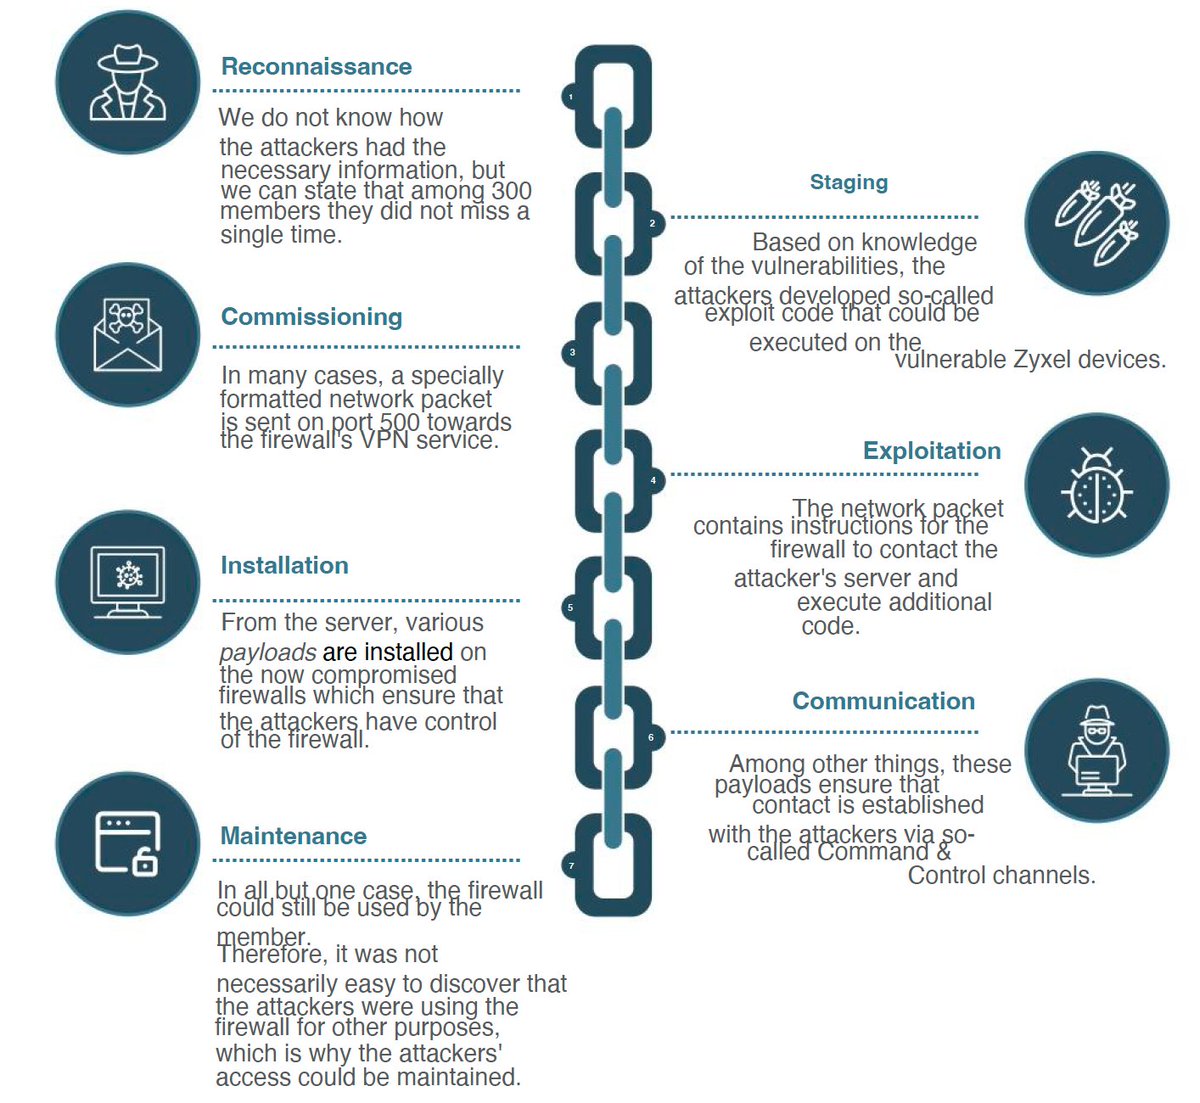 Reconnaissance
We do not know how
the attackers had the
necessary information, but
we can state that among 300
members they did not miss a
single time.
1
Staging
2
Based on knowledge
of the vulnerabilities, the
attackers developed so-called
exploit code that could be
executed on the
vulnerable Zyxel devices.
Commissioning
3
In many cases, a specially
formatted network packet
is sent on port 500 towards
the firewall's VPN service.
Exploitation
4
The network packet
contains instructions for the
firewall to contact the
attacker's server and
execute additional
code.
Installation
5
From the server, various
payloads are installed on
the now compromised
firewalls which ensure that
the attackers have control
of the firewall.
Communication
6
Among other things, these
payloads ensure that
contact is established
with the attackers via so-
called Command &
Control channels.
Maintenance
7
In all but one case, the firewall
could still be used by the
member.
Therefore, it was not
necessarily easy to discover that
the attackers were using the
firewall for other purposes,
which is why the attackers'
access could be maintained.